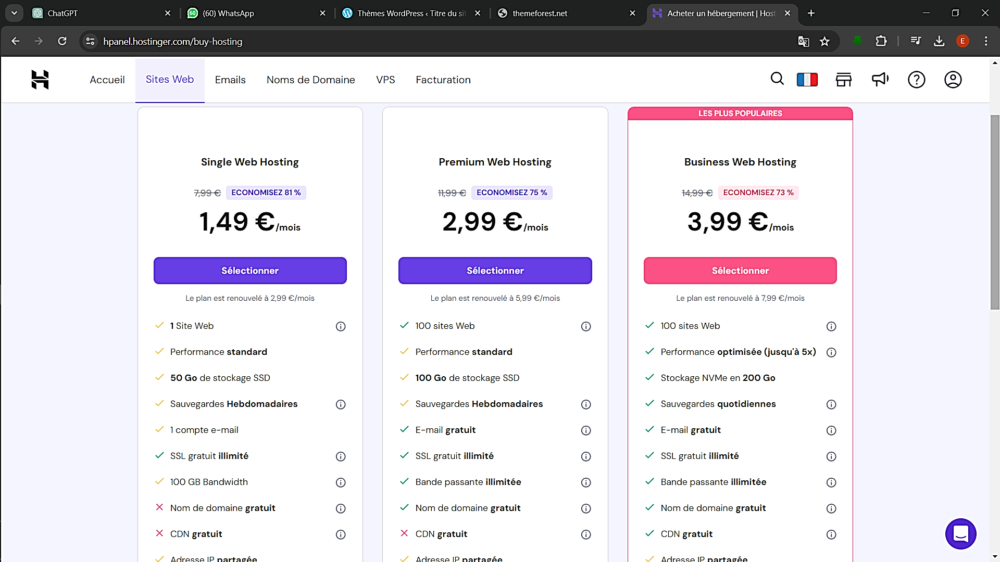 ChatGPT
60
(60) WhatsApp
Thèmes WordPress ‹ Titre du sit
themeforest.net
Acheter un hébergement | Host
hpanel.hostinger.com/buy-hosting
E
Accueil
Sites Web
Emails
Noms de Domaine
VPS
Facturation
Single Web Hosting
7,99 €
ECONOMISEZ 81 %
1,49 €/mois
Sélectionner
Le plan est renouvelé à 2,99 €/mois
1 Site Web
Performance standard
50 Go de stockage SSD
Sauvegardes Hebdomadaires
1 compte e-mail
SSL gratuit illimité
100 GB Bandwidth
Nom de domaine gratuit
CDN gratuit
Adresse IP partagée
Premium Web Hosting
11,99 €
ECONOMISEZ 75 %
2,99 €/mois
Sélectionner
Le plan est renouvelé à 5,99 €/mois
100 sites Web
Performance standard
100 Go de stockage SSD
Sauvegardes Hebdomadaires
E-mail gratuit
SSL gratuit illimité
Bande passante illimitée
Nom de domaine gratuit
CDN gratuit
Adresse IP partagée
LES PLUS POPULAIRES
Business Web Hosting
14,99 €
ECONOMISEZ 73 %
3,99 €/mois
Sélectionner
Le plan est renouvelé à 7,99 €/mois
100 sites Web
Performance optimisée (jusqu'à 5x)
Stockage NVMe en 200 Go
Sauvegardes quotidiennes
E-mail gratuit
SSL gratuit illimité
Bande passante illimitée
Nom de domaine gratuit
CDN gratuit
Adresse IP partagée